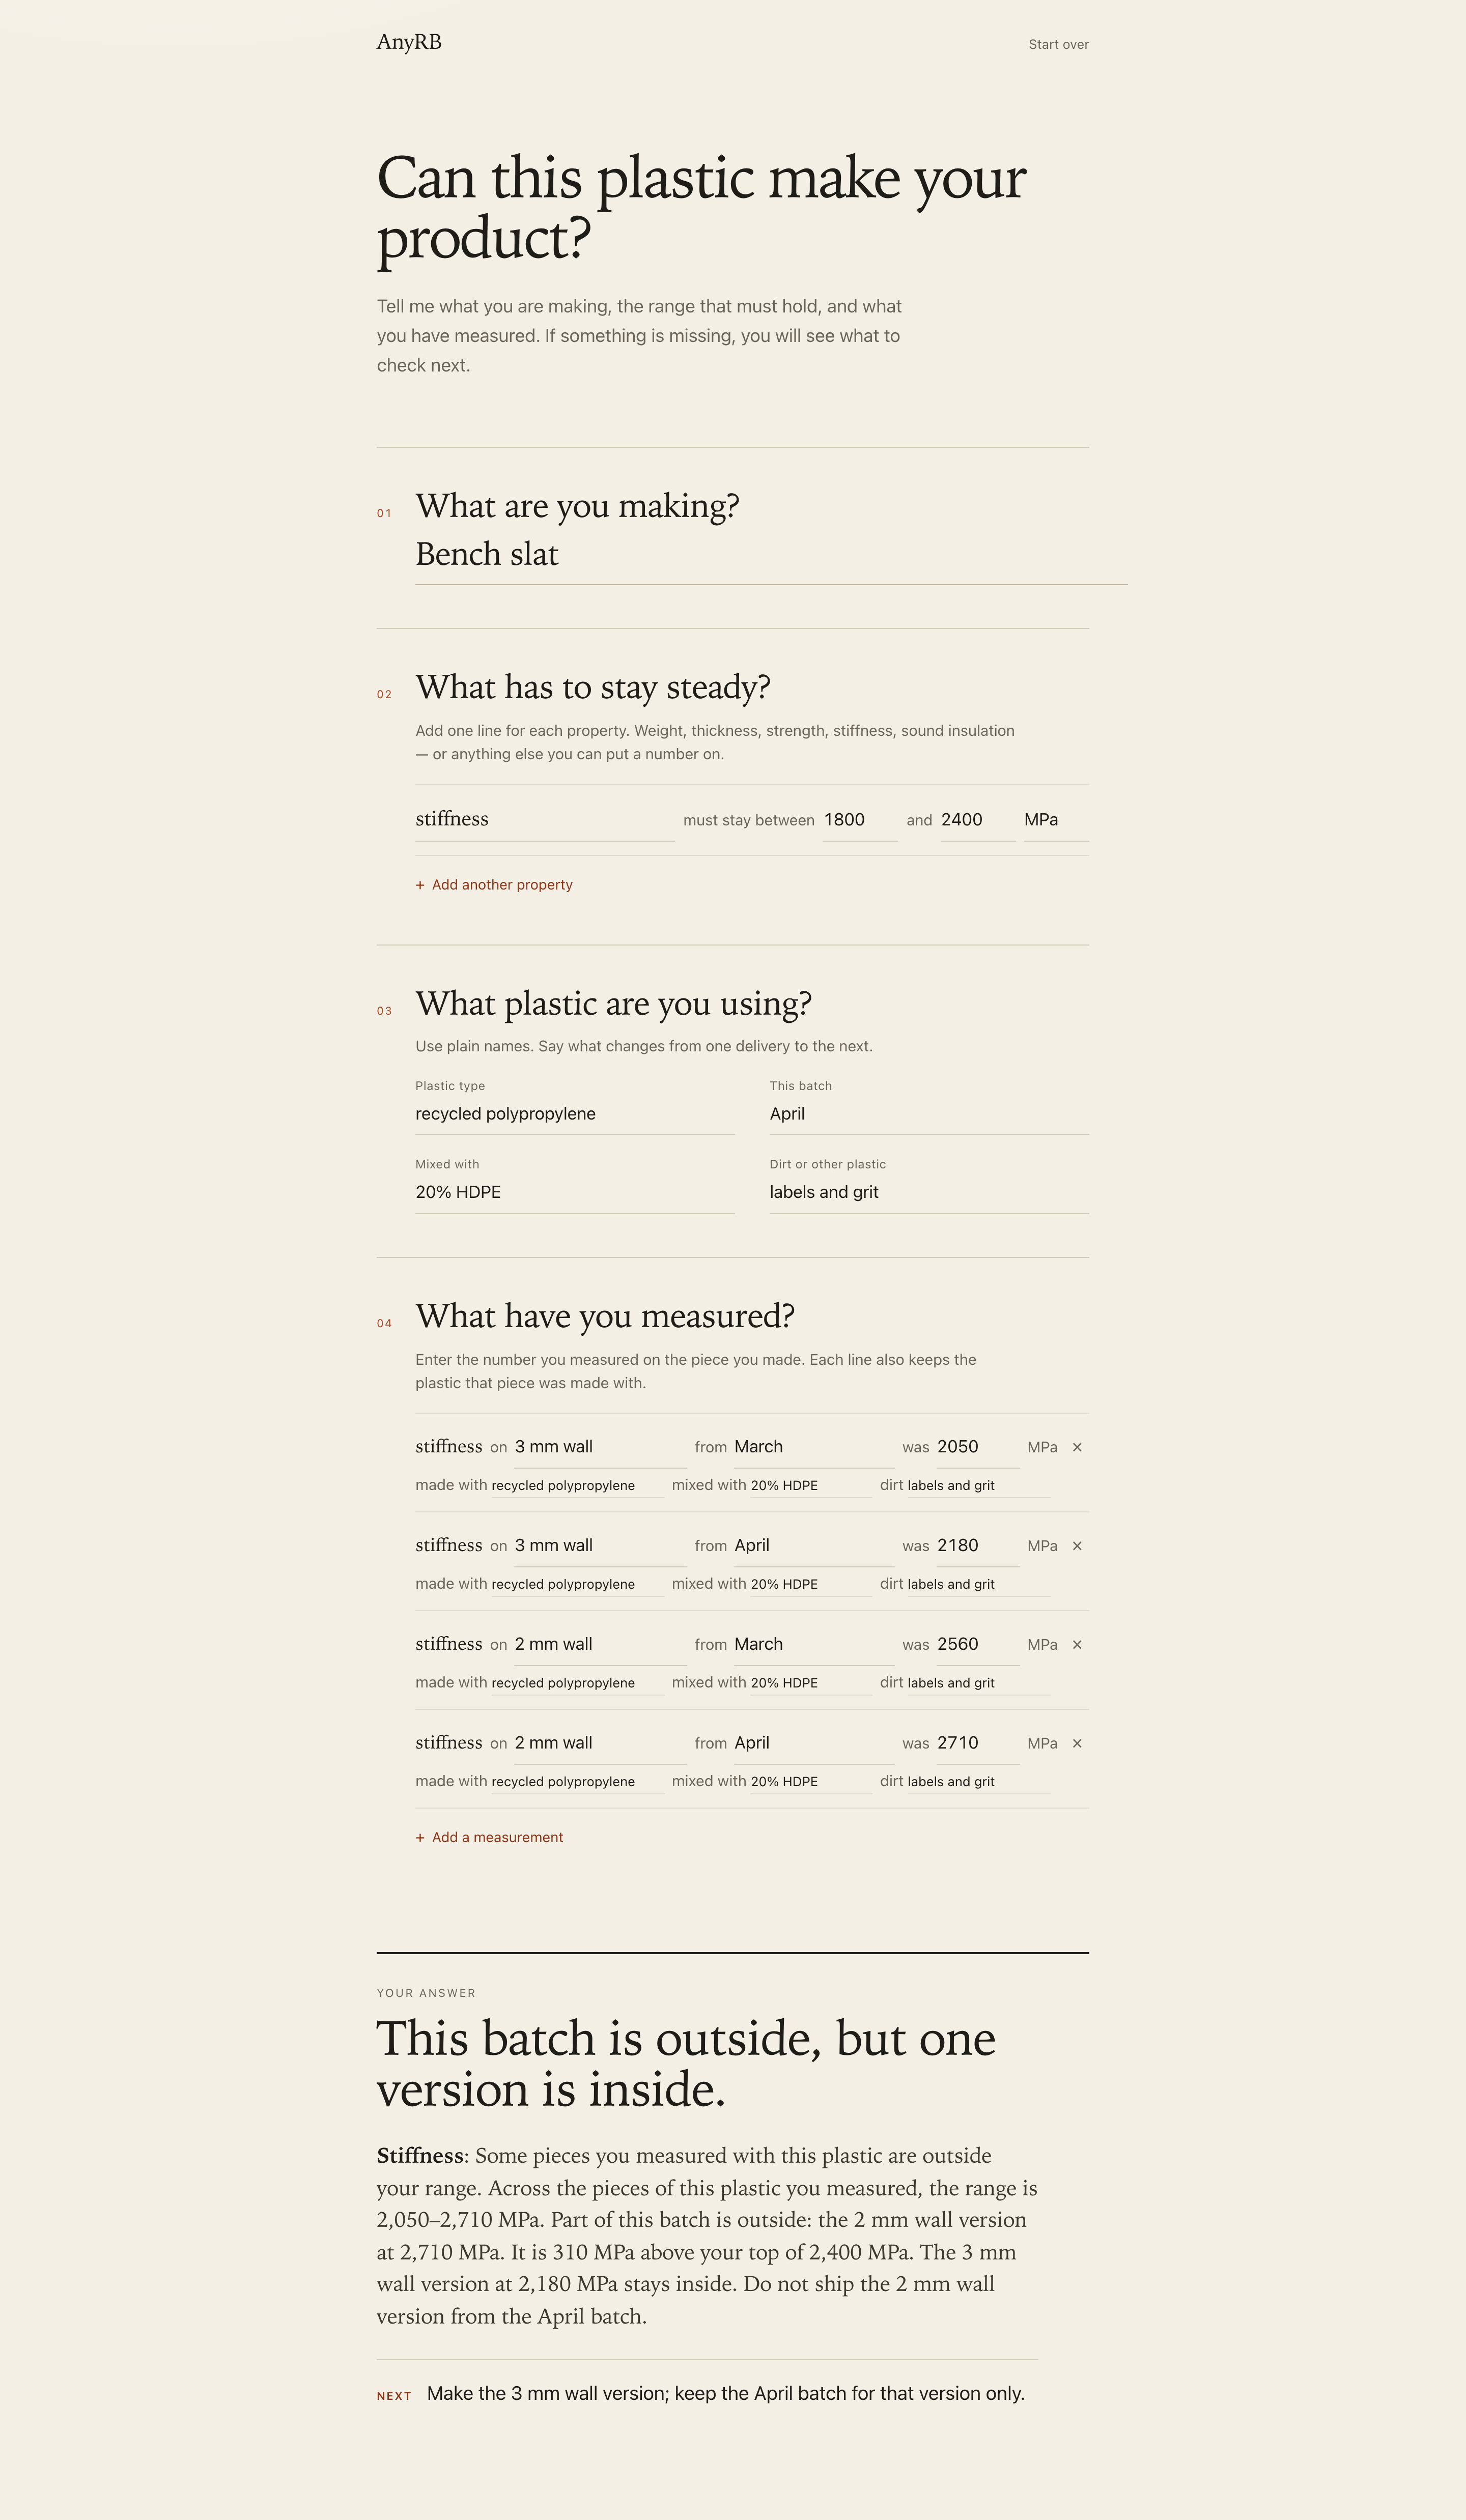 AnyRB
Start over
Can this plastic make your
product?
Tell me what you are making, the range that must hold, and what
you have measured. If something is missing, you will see what to
check next.
01
What are you making?
Bench slat
02
What has to stay steady?
Add one line for each property. Weight, thickness, strength, stiffness, sound insulation
— or anything else you can put a number on.
stiffness must stay between 1800 and 2400 MPa
+ Add another property
03
What plastic are you using?
Use plain names. Say what changes from one delivery to the next.
Plastic type
recycled polypropylene
This batch
April
Mixed with
20% HDPE
Dirt or other plastic
labels and grit
04
What have you measured?
Enter the number you measured on the piece you made. Each line also keeps the
plastic that piece was made with.
stiffness on 3 mm wall from March was 2050 MPa ×
made with recycled polypropylene mixed with 20% HDPE dirt labels and grit
stiffness on 3 mm wall from April was 2180 MPa ×
made with recycled polypropylene mixed with 20% HDPE dirt labels and grit
stiffness on 2 mm wall from March was 2560 MPa ×
made with recycled polypropylene mixed with 20% HDPE dirt labels and grit
stiffness on 2 mm wall from April was 2710 MPa ×
made with recycled polypropylene mixed with 20% HDPE dirt labels and grit
+ Add a measurement
YOUR ANSWER
This batch is outside, but one
version is inside.
Stiffness: Some pieces you measured with this plastic are outside
your range. Across the pieces of this plastic you measured, the range is
2,050–2,710 MPa. Part of this batch is outside: the 2 mm wall version
at 2,710 MPa. It is 310 MPa above your top of 2,400 MPa. The 3 mm
wall version at 2,180 MPa stays inside. Do not ship the 2 mm wall
version from the April batch.
NEXT Make the 3 mm wall version; keep the April batch for that version only.